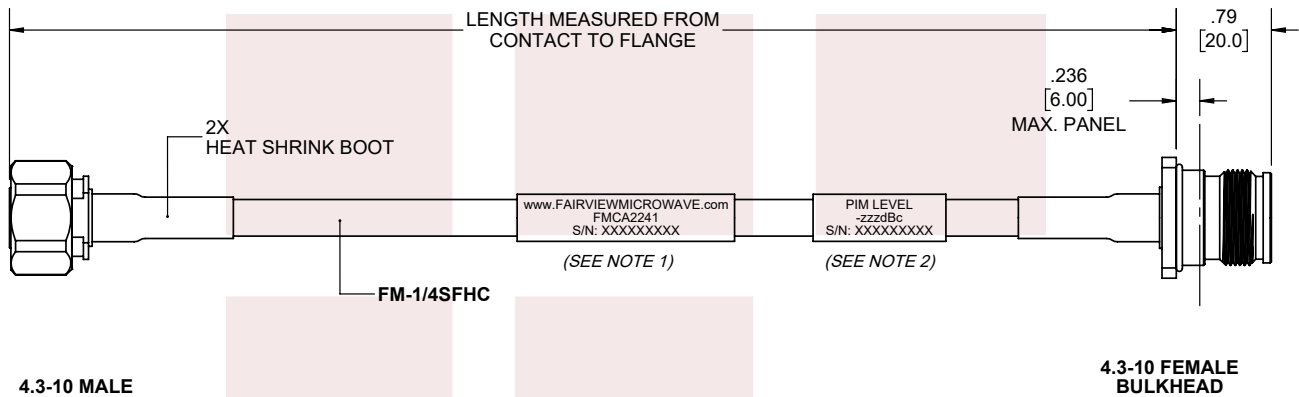 LENGTH MEASURED FROM
CONTACT TO FLANGE
.79
[20.0]
.236
[6.00]
MAX. PANEL
2X
HEAT SHRINK BOOT
www.FAIRVIEWMICROWAVE.com
FMCA2241
S/N: XXXXXXXXX
PIM LEVEL
-zzzdBc
S/N: XXXXXXXXX
(SEE NOTE 1)
(SEE NOTE 2)
FM-1/4SFHC
4.3-10 MALE
4.3-10 FEMALE
BULKHEAD